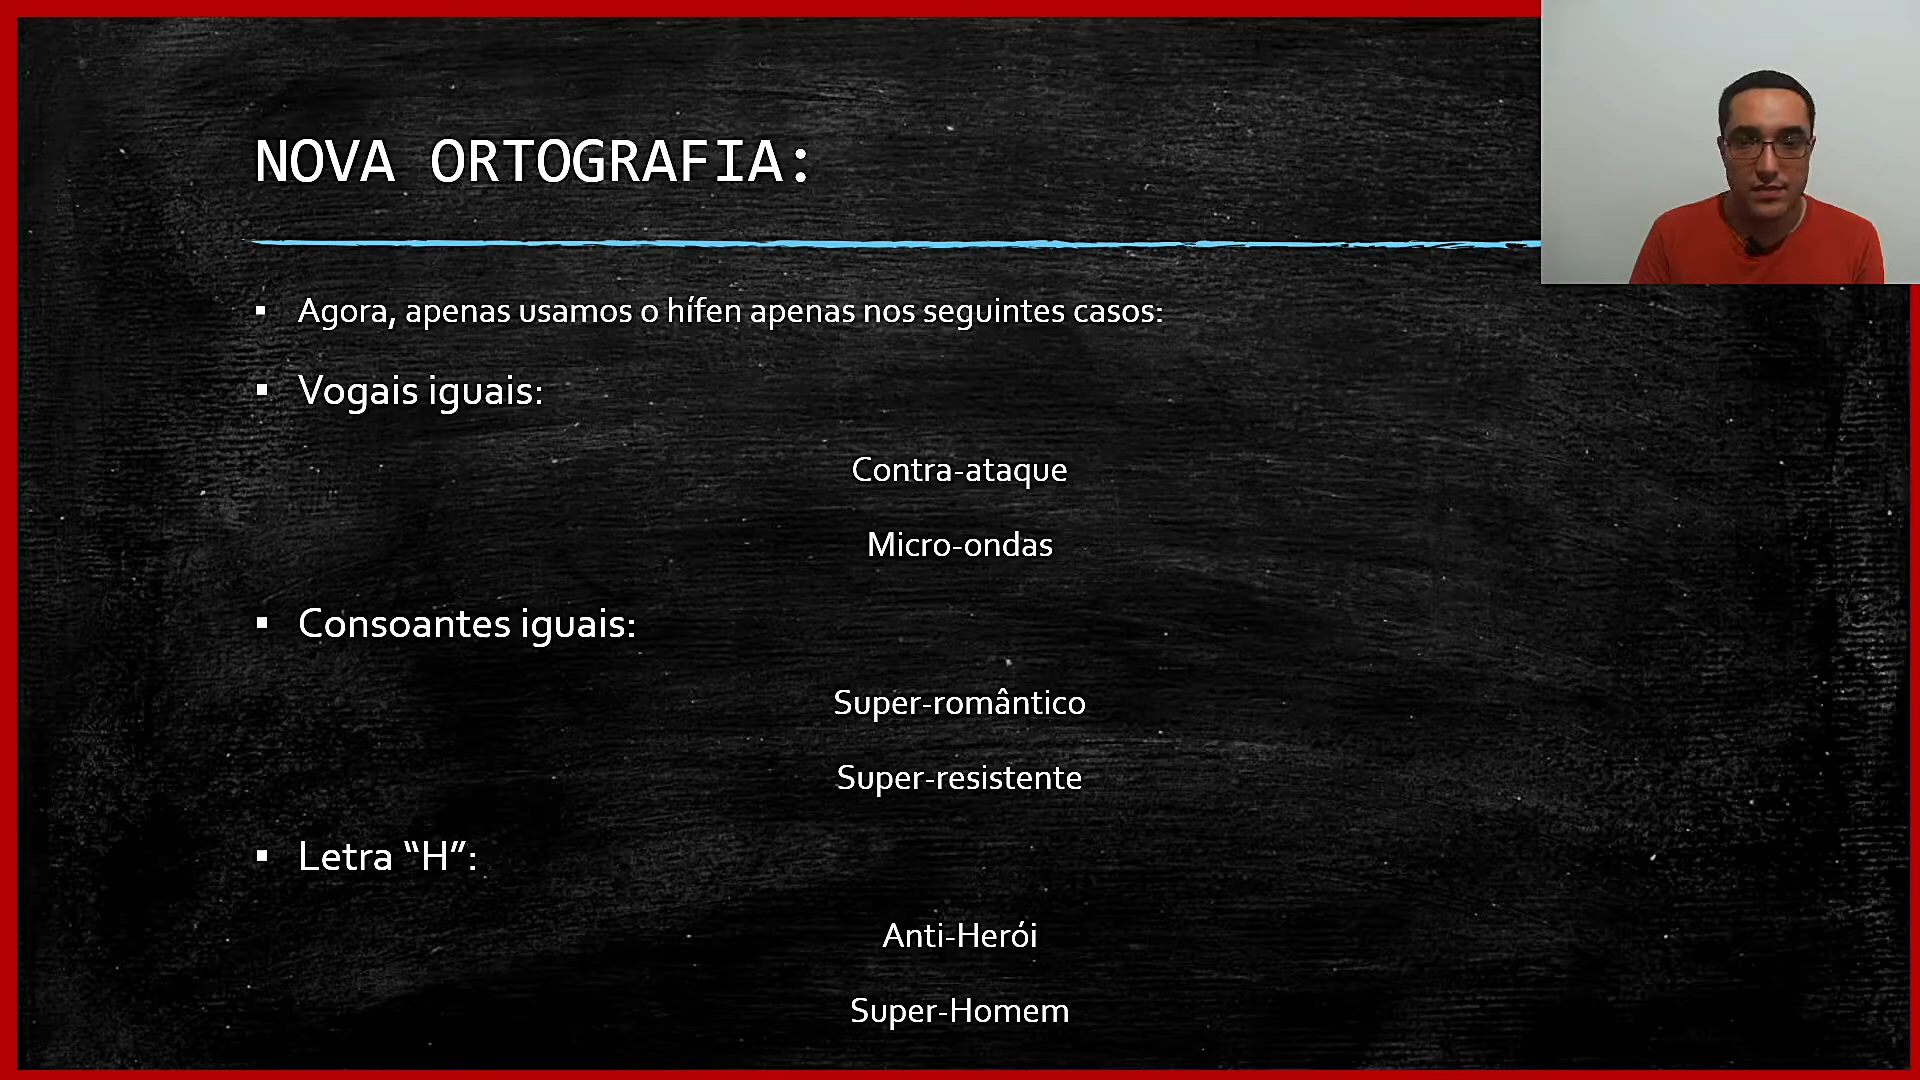 NOVA ORTOGRAFIA:
Agora, apenas usamos o hífen apenas nos seguintes casos:
Vogais iguais:
Contra-ataque
Micro-ondas
Consoantes iguais:
Super-romântico
Super-resistente
Letra “H”:
Anti-Herói
Super-Homem